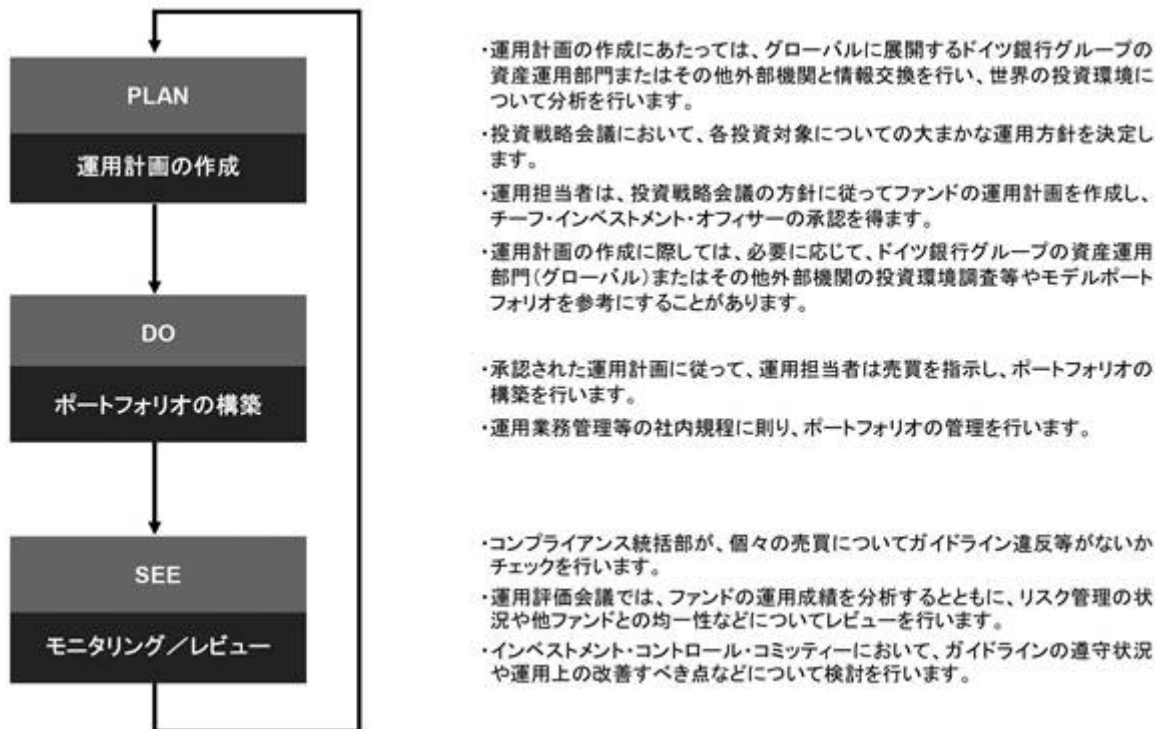 PLAN
運用計画の作成
・運用計画の作成にあたっては、グローバルに展開するドイツ銀行グループの
資産運用部門またはその他外部機関と情報交換を行い、世界の投資環境に
ついて分析を行います。
・投資戦略会議において、各投資対象についての大まかな運用方針を決定し
ます。
・運用担当者は、投資戦略会議の方針に従ってファンドの運用計画を作成し、
チーフ・インベストメント・オフィサーの承認を得ます。
・運用計画の作成に際しては、必要に応じて、ドイツ銀行グループの資産運用
部門(グローバル)またはその他外部機関の投資環境調査等やモデルポート
フォリオを参考にすることがあります。
DO
ポートフォリオの構築
・承認された運用計画に従って、運用担当者は売買を指示し、ポートフォリオの
構築を行います。
・運用業務管理等の社内規程に則り、ポートフォリオの管理を行います。
SEE
モニタリング／レビュー
・コンプライアンス統括部が、個々の売買についてガイドライン違反等がないか
チェックを行います。
・運用評価会議では、ファンドの運用成績を分析するとともに、リスク管理の状
況や他ファンドとの均一性などについてレビューを行います。
・インベストメント・コントロール・コミッティーにおいて、ガイドラインの遵守状況
や運用上の改善すべき点などについて検討を行います。